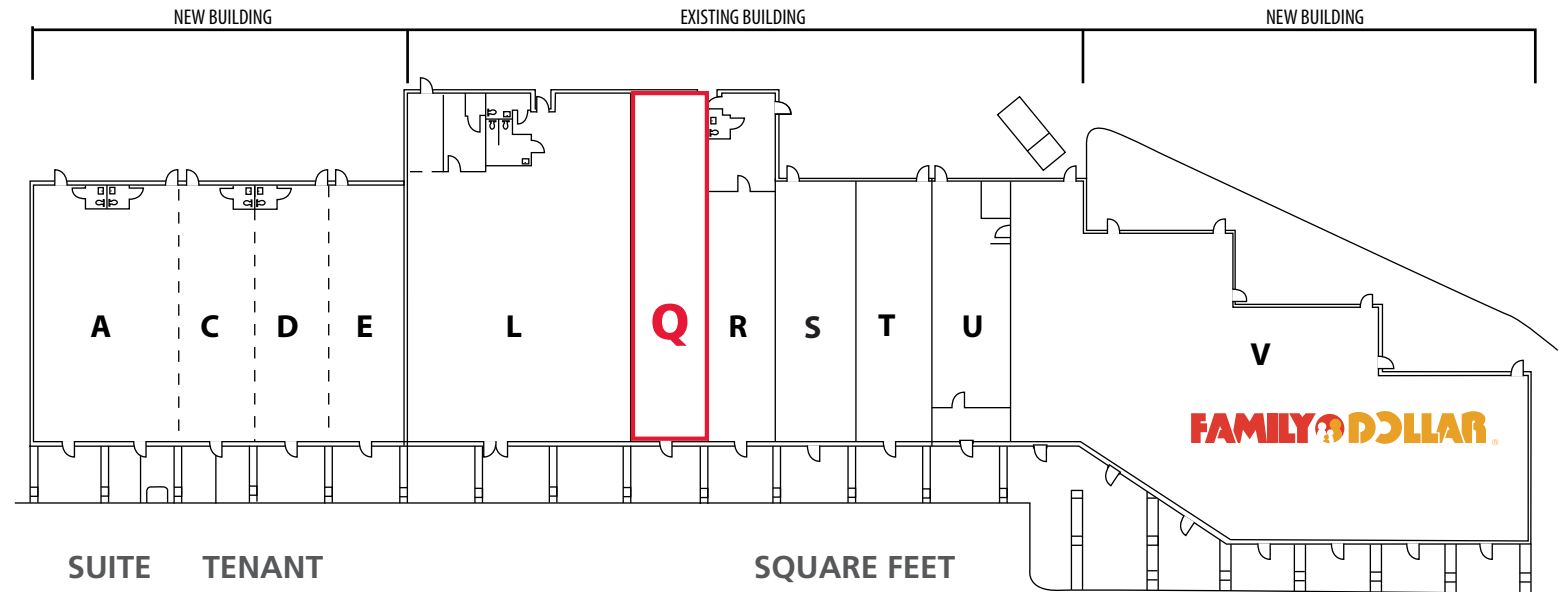 NEW BUILDING EXISTING BUILDING NEW BUILDING
A C D E L Q R S T U V
FAMILY DOLLAR ®
SUITE TENANT SQUARE FEET